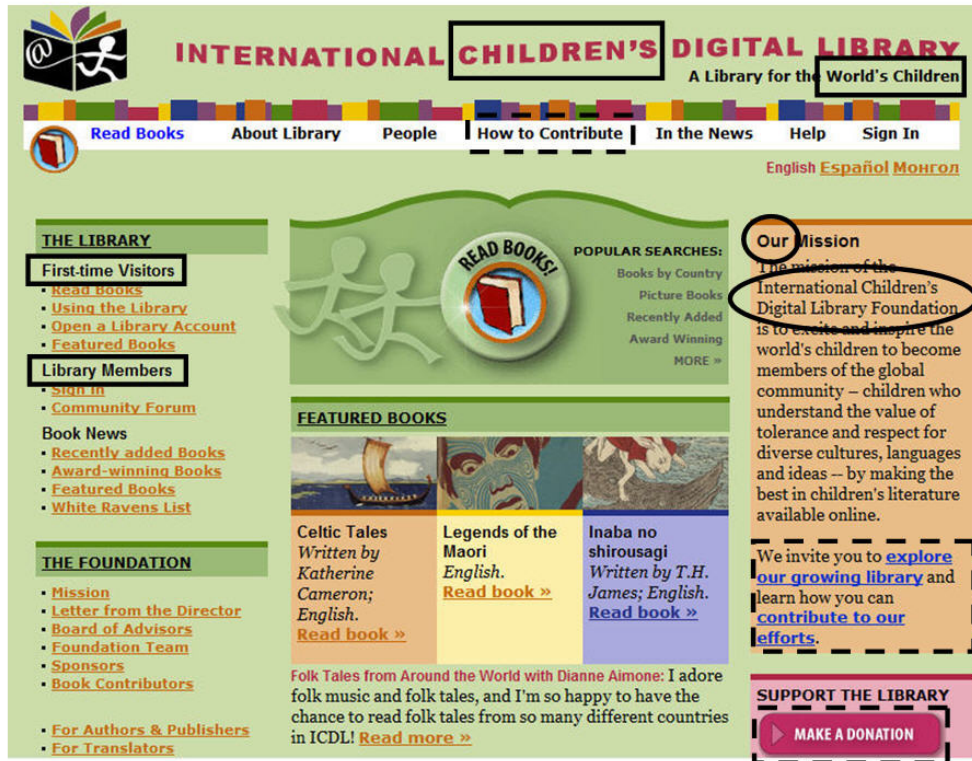 @
INTERNATIONAL CHILDREN'S DIGITAL LIBRARY
A Library for the World's Children
Read Books About Library People How to Contribute In the News Help Sign In
English Español Монгол
THE LIBRARY
First-time Visitors
▪ Read Books
▪ Using the Library
▪ Open a Library Account
▪ Featured Books
Library Members
▪ Sign In
▪ Community Forum
Book News
▪ Recently added Books
▪ Award-winning Books
▪ Featured Books
▪ White Ravens List
THE FOUNDATION
▪ Mission
▪ Letter from the Director
▪ Board of Advisors
▪ Foundation Team
▪ Sponsors
▪ Book Contributors
▪ For Authors & Publishers
▪ For Translators
READ BOOKS!
POPULAR SEARCHES:
Books by Country
Picture Books
Recently Added
Award Winning
MORE »
FEATURED BOOKS
Celtic Tales
Written by
Katherine
Cameron;
English.
Read book »
Legends of the
Maori
English.
Read book »
Inaba no
shirousagi
Written by T.H.
James; English.
Read book »
Folk Tales from Around the World with Dianne Aimone: I adore
folk music and folk tales, and I'm so happy to have the
chance to read folk tales from so many different countries
in ICDL! Read more »
Our Mission
The mission of the
International Children's
Digital Library Foundation
is to excite and inspire the
world's children to become
members of the global
community – children who
understand the value of
tolerance and respect for
diverse cultures, languages
and ideas -- by making the
best in children's literature
available online.
We invite you to explore
our growing library and
learn how you can
contribute to our
efforts.
SUPPORT THE LIBRARY
MAKE A DONATION